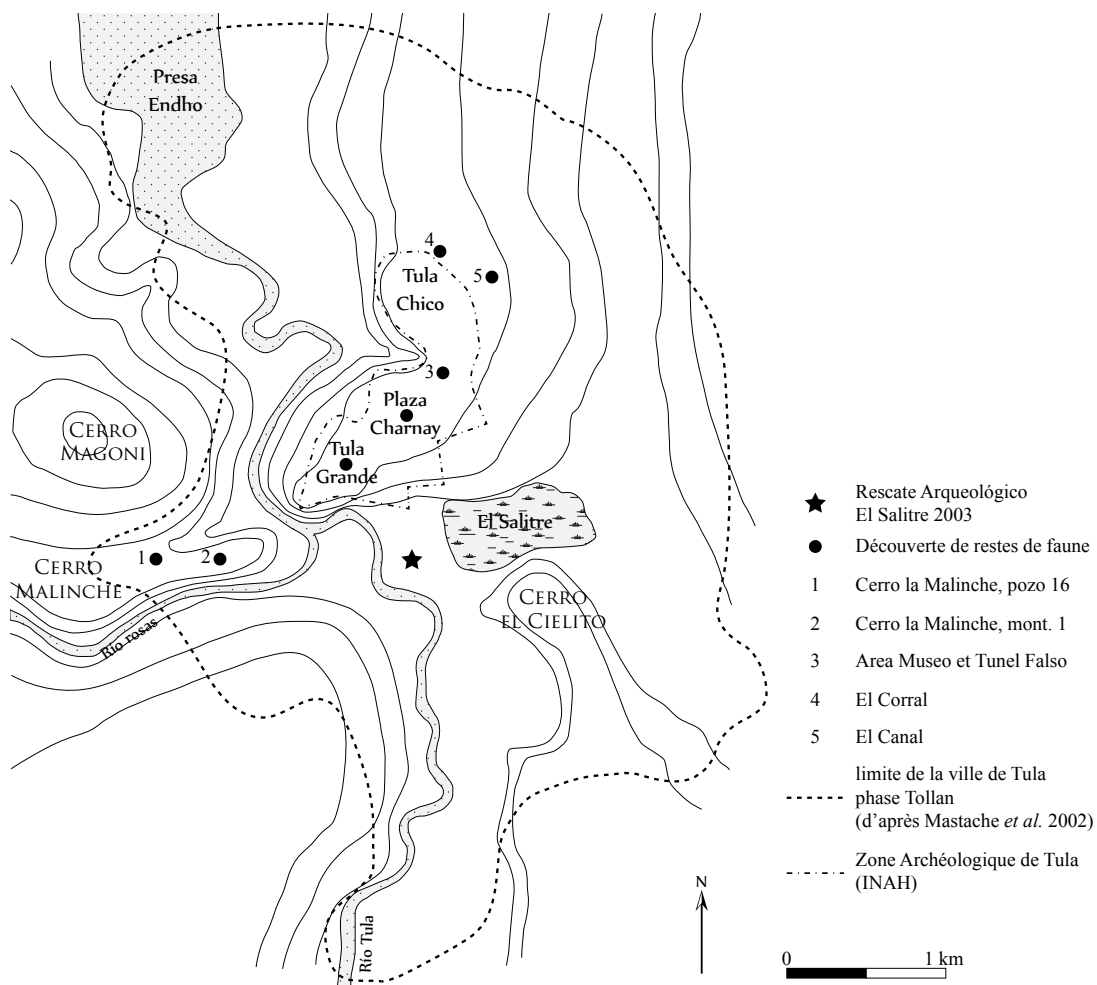 Presa
Endho
4
Tula
Chico
5
3
Plaza
Charnay
Tula
Grande
CERRO
MAGONI
El Salitre
1
2
CERRO
MALINCHE
Río rosas
CERRO
EL CIELITO
Río Tula
N
Rescate Arqueológico
El Salitre 2003
Découverte de restes de faune
1 Cerro la Malinche, pozo 16
2 Cerro la Malinche, mont. 1
3 Area Museo et Tunel Falso
4 El Corral
5 El Canal
limite de la ville de Tula
phase Tollan
(d'après Mastache et al. 2002)
Zone Archéologique de Tula
(INAH)
0 1 km